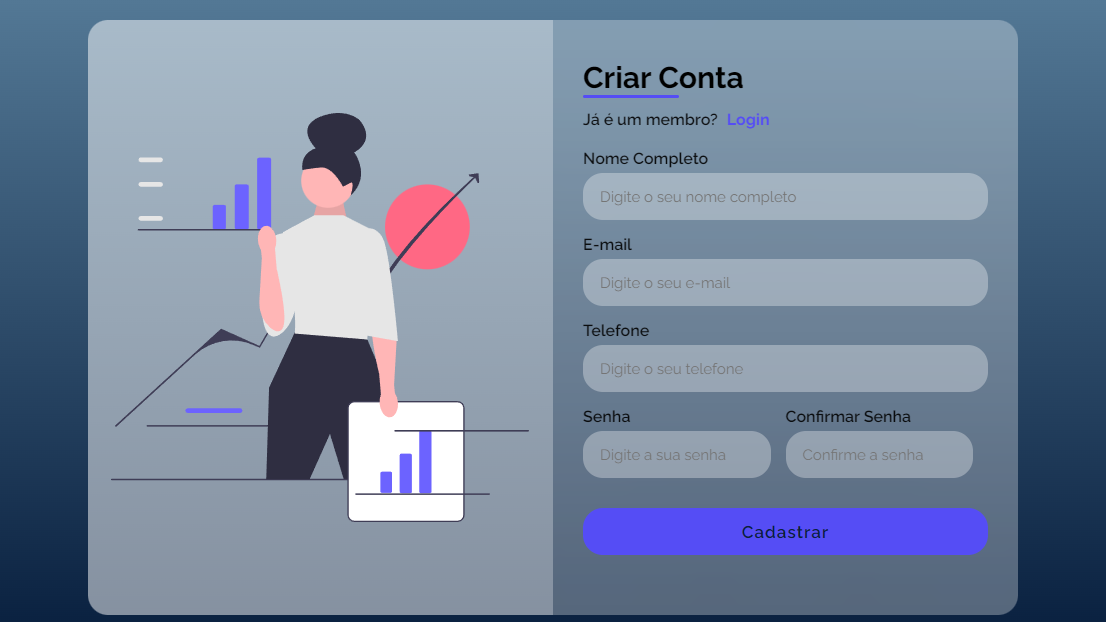 Criar Conta
Já é um membro? Login
Nome Completo
Digite o seu nome completo
E-mail
Digite o seu e-mail
Telefone
Digite o seu telefone
Senha
Confirmar Senha
Digite a sua senha
Confirme a senha
Cadastrar